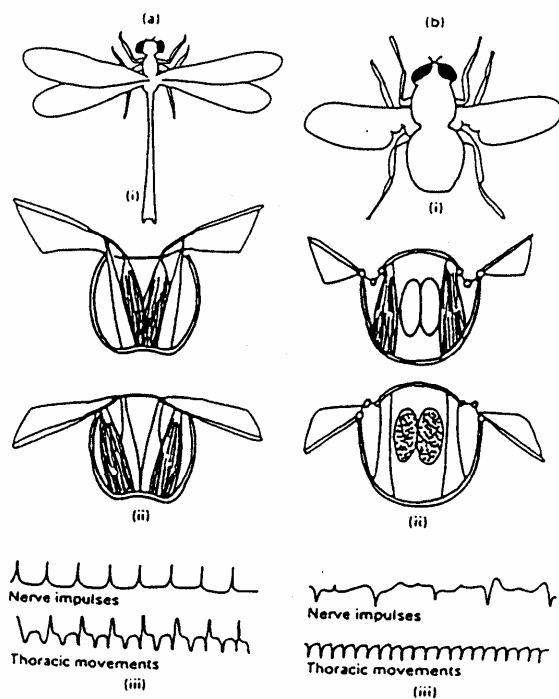 (a)
(b)
(i)
(i)
(ii)
(ii)
Nerve impulses
Thoracic movements
(iii)
Nerve impulses
Thoracic movements
(iii)